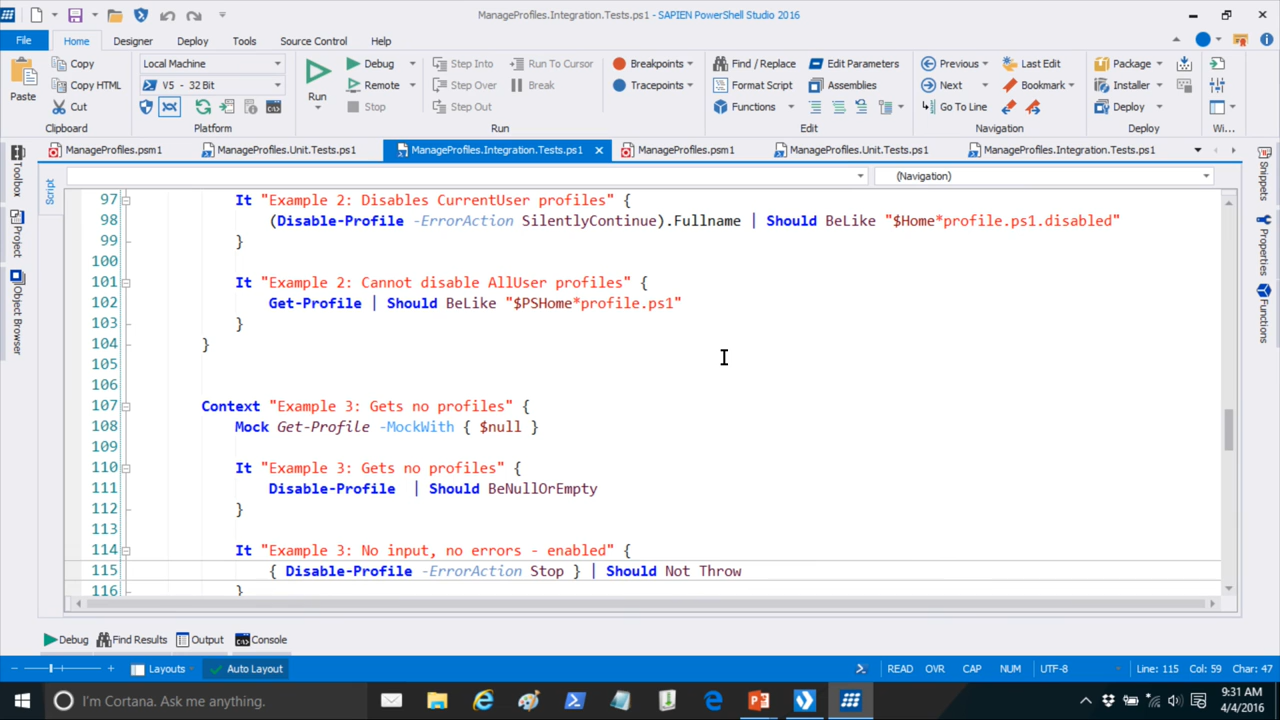 ManageProfiles.Integration.Tests.ps1 - SAPIEN PowerShell Studio 2016
File Home Designer Deploy Tools Source Control Help
Copy Local Machine Debug Step Into Run To Cursor Breakpoints Find / Replace Edit Parameters Previous Last Edit Package
Paste Copy HTML V5 - 32 Bit Run Remote Step Over Break Tracepoints Format Script Assemblies Next Bookmark Installer
Cut Stop Step Out Functions Go To Line Deploy
Clipboard Platform Run Edit Navigation Deploy Wi...
ManageProfiles.psm1 ManageProfiles.Unit.Tests.ps1 ManageProfiles.Integration.Tests.ps1 ManageProfiles.psm1 ManageProfiles.Unit.Tests.ps1 ManageProfiles.Integration.Tests.ps1
Toolbox
Project
Object Browser
Script
(Navigation)
Snippets
Properties
Functions
97 It "Example 2: Disables CurrentUser profiles" {
98 (Disable-Profile -ErrorAction SilentlyContinue).Fullname | Should BeLike "$Home*profile.ps1.disabled"
99 }
100
101 It "Example 2: Cannot disable AllUser profiles" {
102 Get-Profile | Should BeLike "$PSHome*profile.ps1"
103 }
104 }
105
106
107 Context "Example 3: Gets no profiles" {
108 Mock Get-Profile -MockWith { $null }
109
110 It "Example 3: Gets no profiles" {
111 Disable-Profile | Should BeNullOrEmpty
112 }
113
114 It "Example 3: No input, no errors - enabled" {
115 { Disable-Profile -ErrorAction Stop } | Should Not Throw
116 }
Debug Find Results Output Console
Layouts Auto Layout READ OVR CAP NUM UTF-8 Line: 115 Col: 59 Char: 47
I'm Cortana. Ask me anything. 9:31 AM
4/4/2016